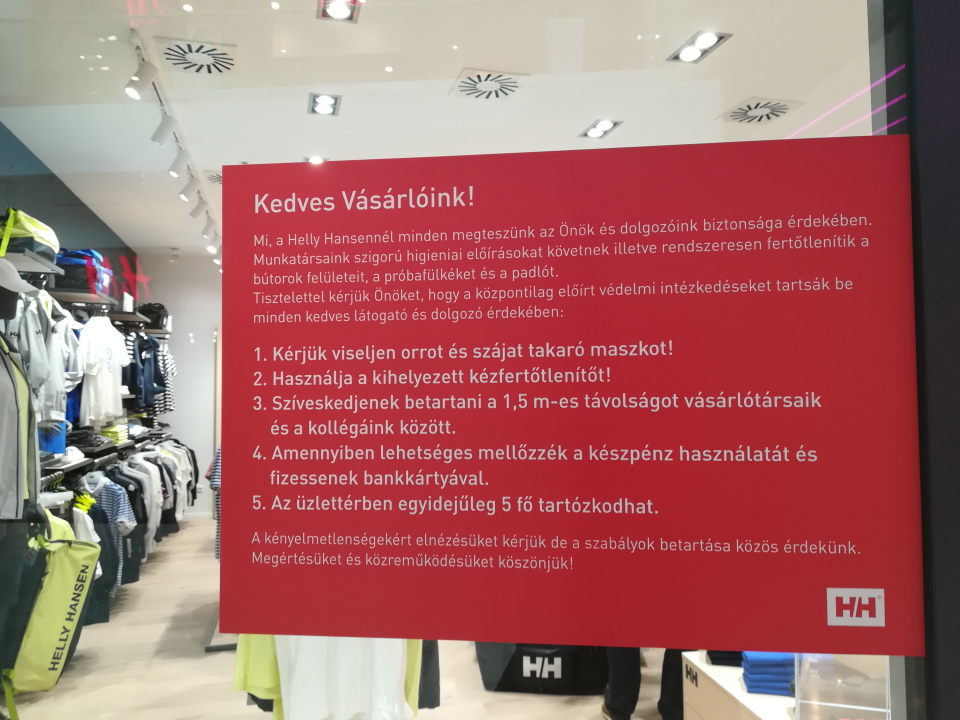 Kedves Vásárlóink!
Mi, a Helly Hansennél minden megteszünk az Önök és dolgozóink biztonsága érdekében.
Munkatársaink szigorú higieniai előírásokat követnek illetve rendszeresen fertőtlenítik a
bútorok felületeit, a próbafülkéket és a padlót.
Tisztelettel kérjük Önöket, hogy a központilag előírt védelmi intézkedéseket tartsák be
minden kedves látogató és dolgozó érdekében:
1. Kérjük viseljen orrot és szájat takaró maszkot!
2. Használja a kihelyezett kézfertőtlenítőt!
3. Szíveskedjenek betartani a 1,5 m-es távolságot vásárlótársaik
és a kollégáink között.
4. Amennyiben lehetséges mellőzzék a készpénz használatát és
fizessenek bankkártyával.
5. Az üzlettérben egyidejűleg 5 fő tartózkodhat.
A kényelmetlenségekért elnézésüket kérjük de a szabályok betartása közös érdekünk.
Megértésüket és közreműködésüket köszönjük!
H/H
HELLY HANSEN
H/H
HH